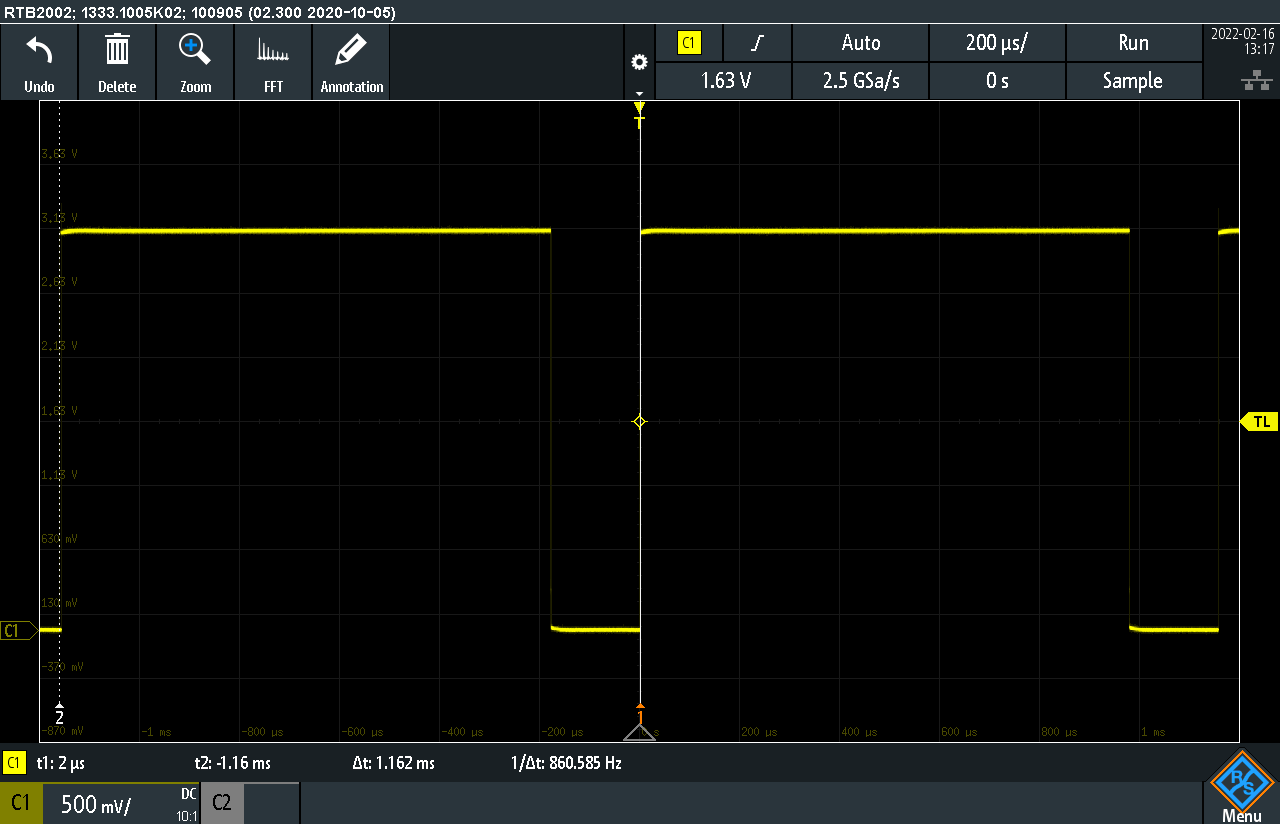 RTB2002; 1333.1005K02; 100905 (02.300 2020-10-05)
Undo Delete Zoom FFT Annotation
C1 Auto 200 µs/ Run 2022-02-16
13:17
1.63 V 2.5 GSa/s 0 s Sample
T
3.63 V
3.13 V
2.63 V
2.13 V
1.63 V
TL
1.13 V
630 mV
130 mV
C1
-370 mV
2 1
-870 mV -1 ms -800 µs -600 µs -400 µs -200 µs s 200 µs 400 µs 600 µs 800 µs 1 ms
C1 t1: 2 µs t2: -1.16 ms Δt: 1.162 ms 1/Δt: 860.585 Hz
C1 500 mV/ DC
10:1 C2
R S
Menu